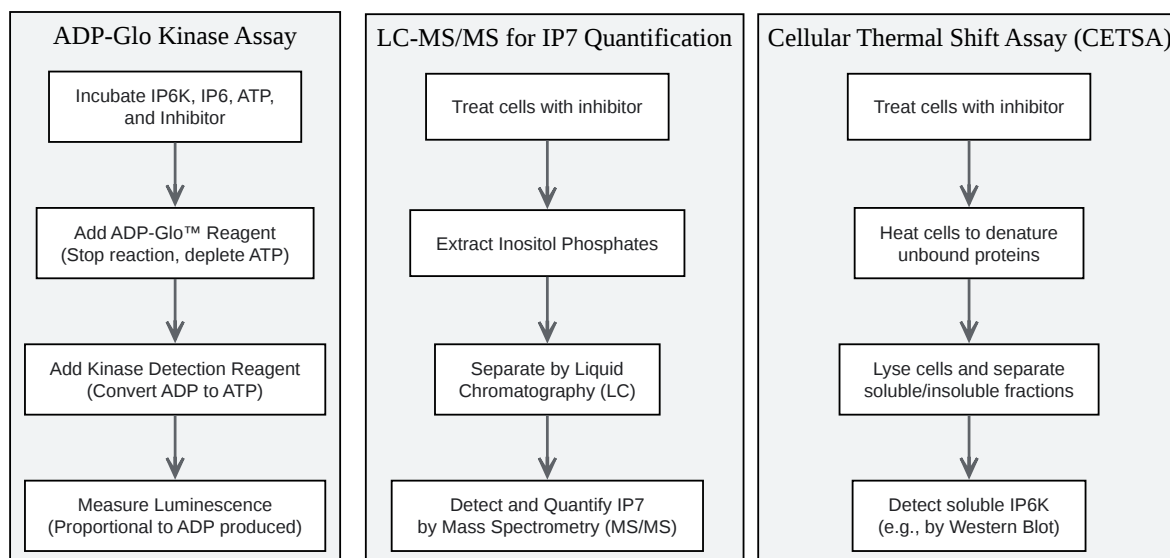 ADP-Glo Kinase Assay
Incubate IP6K, IP6, ATP,
and Inhibitor
Add ADP-Glo™ Reagent
(Stop reaction, deplete ATP)
Add Kinase Detection Reagent
(Convert ADP to ATP)
Measure Luminescence
(Proportional to ADP produced)
LC-MS/MS for IP7 Quantification
Treat cells with inhibitor
Extract Inositol Phosphates
Separate by Liquid
Chromatography (LC)
Detect and Quantify IP7
by Mass Spectrometry (MS/MS)
Cellular Thermal Shift Assay (CETSA)
Treat cells with inhibitor
Heat cells to denature
unbound proteins
Lyse cells and separate
soluble/insoluble fractions
Detect soluble IP6K
(e.g., by Western Blot)